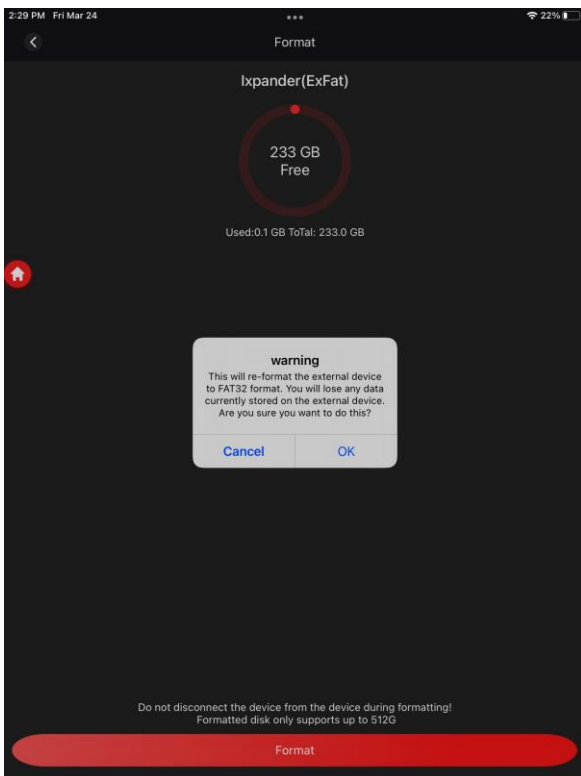 2:29 PM Fri Mar 24
22%
Format
Ixpander(ExFat)
233 GB
Free
Used:0.1 GB ToTal: 233.0 GB
warning
This will re-format the external device
to FAT32 format. You will lose any data
currently stored on the external device.
Are you sure you want to do this?
Cancel OK
Do not disconnect the device from the device during formatting!
Formatted disk only supports up to 512G
Format